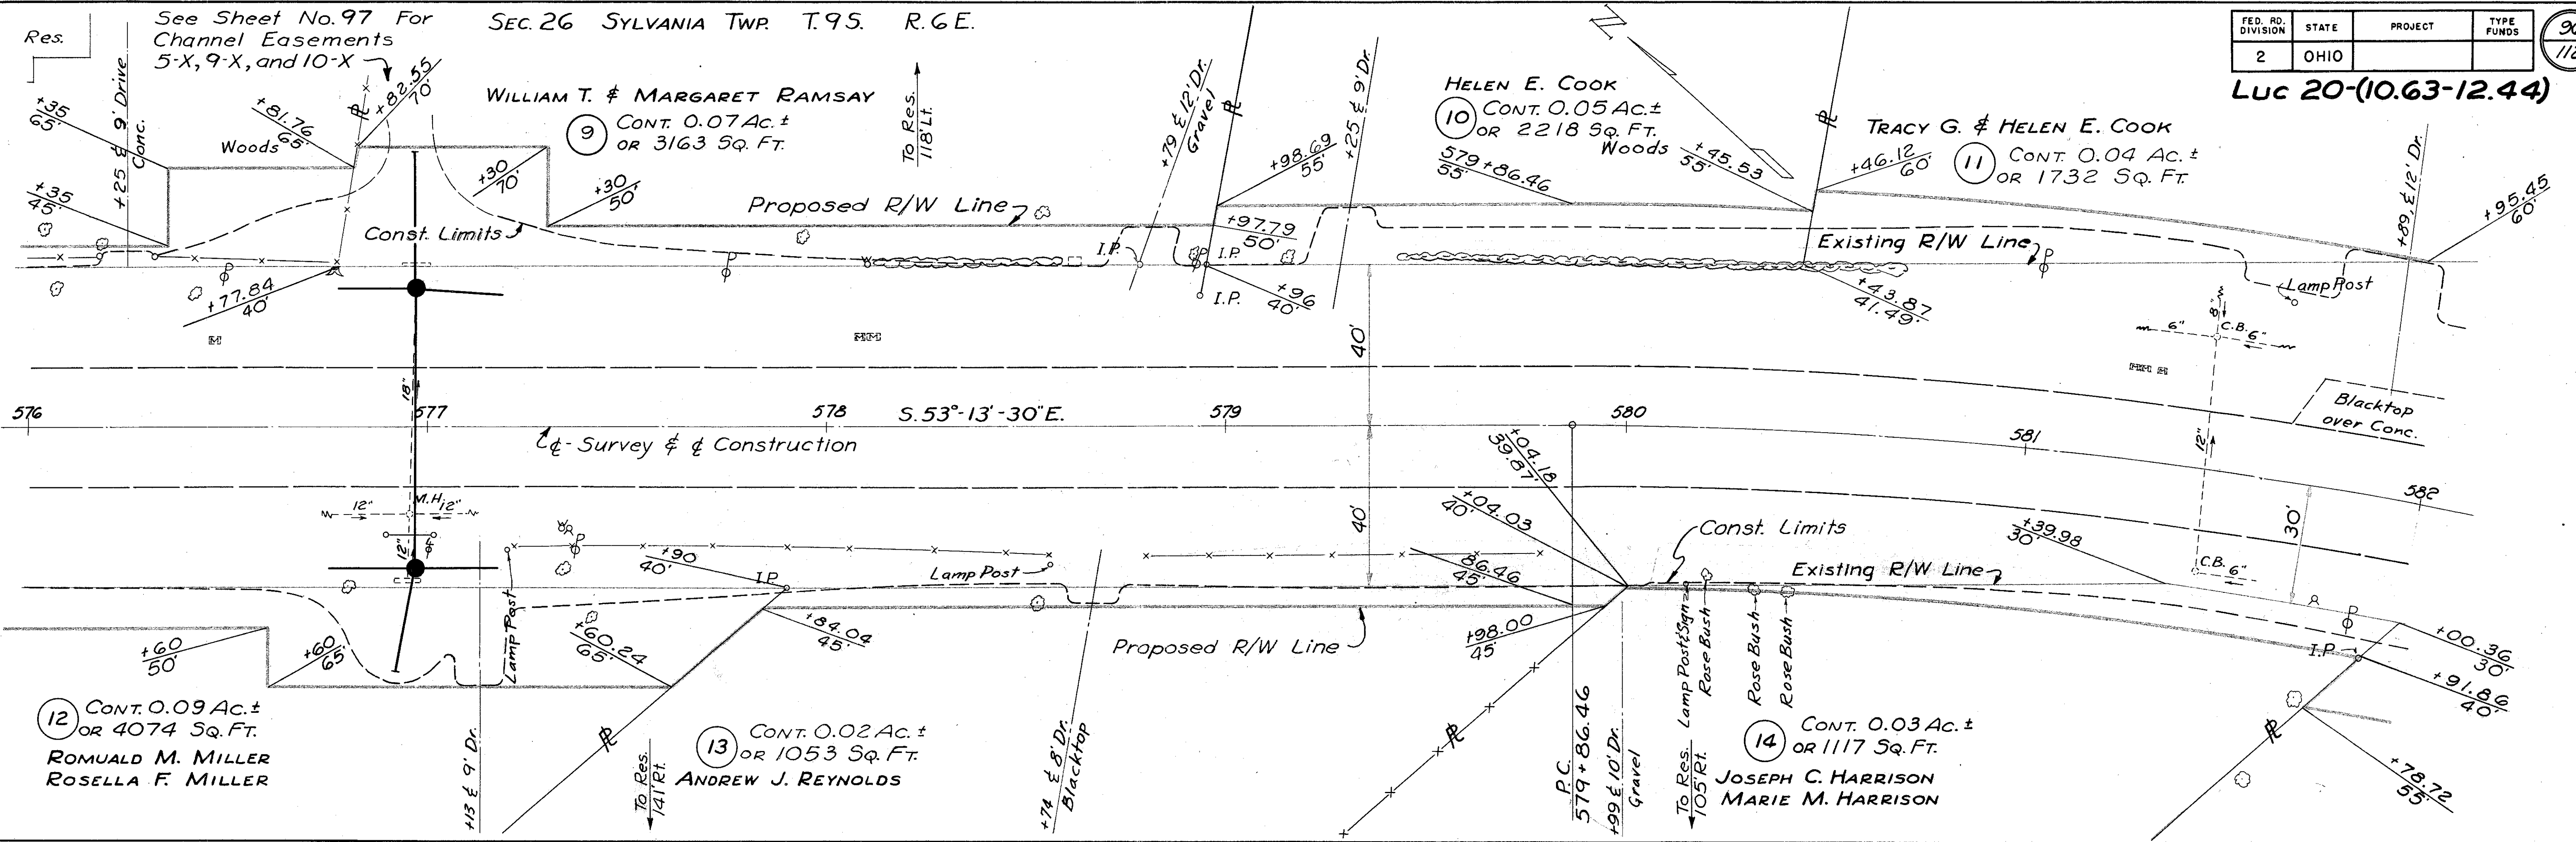 Res.
See Sheet No. 97 For
Channel Easements
5-X, 9-X, and 10-X
SEC. 26 SYLVANIA TWP. T. 9 S. R. 6 E.
FED. RD. DIVISION
STATE
PROJECT
TYPE FUNDS
2
OHIO
LUC 20-(10.63-12.44)
+35
65'
+25 ℄ 9' Drive
Conc.
+81.76
65'
Woods
+82.55
70'
WILLIAM T. & MARGARET RAMSAY
9
CONT. 0.07 AC. ±
OR 3163 SQ. FT.
To Res.
118' Lt.
+79 ℄ 12' Dr.
Gravel
+98.69
55'
+25 ℄ 9' Dr.
HELEN E. COOK
10
CONT. 0.05 AC. ±
OR 2218 SQ. FT.
Woods
579+86.46
55'
+45.53
55'
TRACY G. & HELEN E. COOK
+46.12
60'
11
CONT. 0.04 AC. ±
OR 1732 SQ. FT.
+89, ℄ 12' Dr.
+95.45
60'
+35
45'
+30
70'
+30
50'
Proposed R/W Line
Const. Limits
I.P.
+97.79
50'
I.P.
I.P.
+96
40'
Existing R/W Line
+77.84
40'
+43.87
41.49'
Lamp Post
M
MM
40'
8"
6"
C.B.
6"
MM M
18"
576
577
578
S. 53°-13'-30" E.
579
580
581
582
℄ - Survey & ℄ Construction
Blacktop
over Conc.
12"
12"
M.H.
12"
12"
+04.18
39.87'
+04.03
40'
40'
Const. Limits
+39.98
30'
30'
W
+90
40'
I.P.
Lamp Post
86.46
45'
Existing R/W Line
C.B.
6"
Lamp Post
+60
50'
+60
65'
+60.24
65'
+84.04
45'
Proposed R/W Line
+98.00
45'
Lamp Post & Sign
Rose Bush
Rose Bush
Rose Bush
I.P.
+00.36
30'
+91.86
40'
12
CONT. 0.09 AC. ±
OR 4074 SQ. FT.
ROMUALD M. MILLER
ROSELLA F. MILLER
+13 ℄ 9' Dr.
To Res.
141' Rt.
13
CONT. 0.02 AC. ±
OR 1053 SQ. FT.
ANDREW J. REYNOLDS
+74 ℄ 8' Dr.
Blacktop
P.C.
579+86.46
+99 ℄ 10' Dr.
Gravel
To Res.
105' Rt.
14
CONT. 0.03 AC. ±
OR 1117 SQ. FT.
JOSEPH C. HARRISON
MARIE M. HARRISON
+78.72
55'